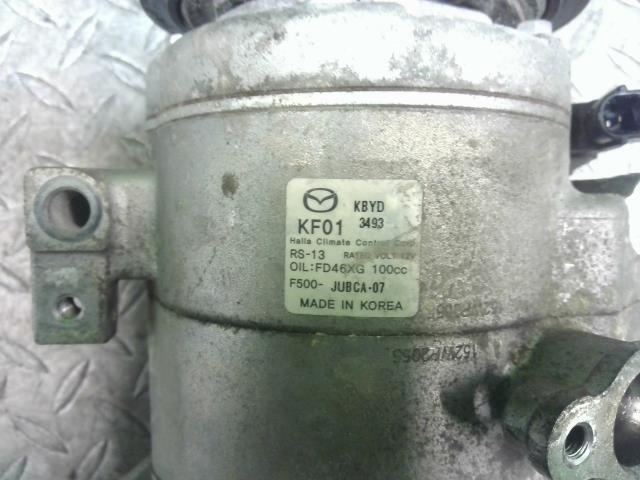 KBYD
KF01 3493
Halla Climate Control Corp
RS-13 RATED VOLT 12V
OIL:FD46XG 100cc
F500- JUBCA-07
MADE IN KOREA